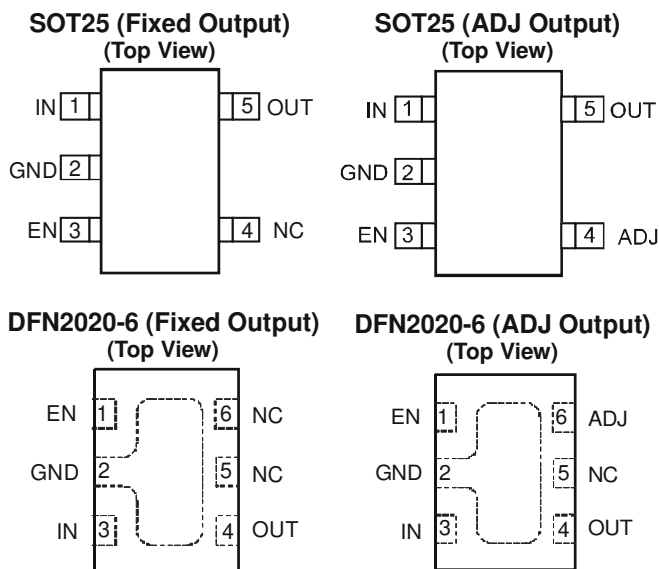 SOT25 (Fixed Output)
(Top View)
IN 1 5 OUT
GND 2
EN 3 4 NC
SOT25 (ADJ Output)
(Top View)
IN 1 5 OUT
GND 2
EN 3 4 ADJ
DFN2020-6 (Fixed Output)
(Top View)
EN 1 6 NC
GND 2 5 NC
IN 3 4 OUT
DFN2020-6 (ADJ Output)
(Top View)
EN 1 6 ADJ
GND 2 5 NC
IN 3 4 OUT